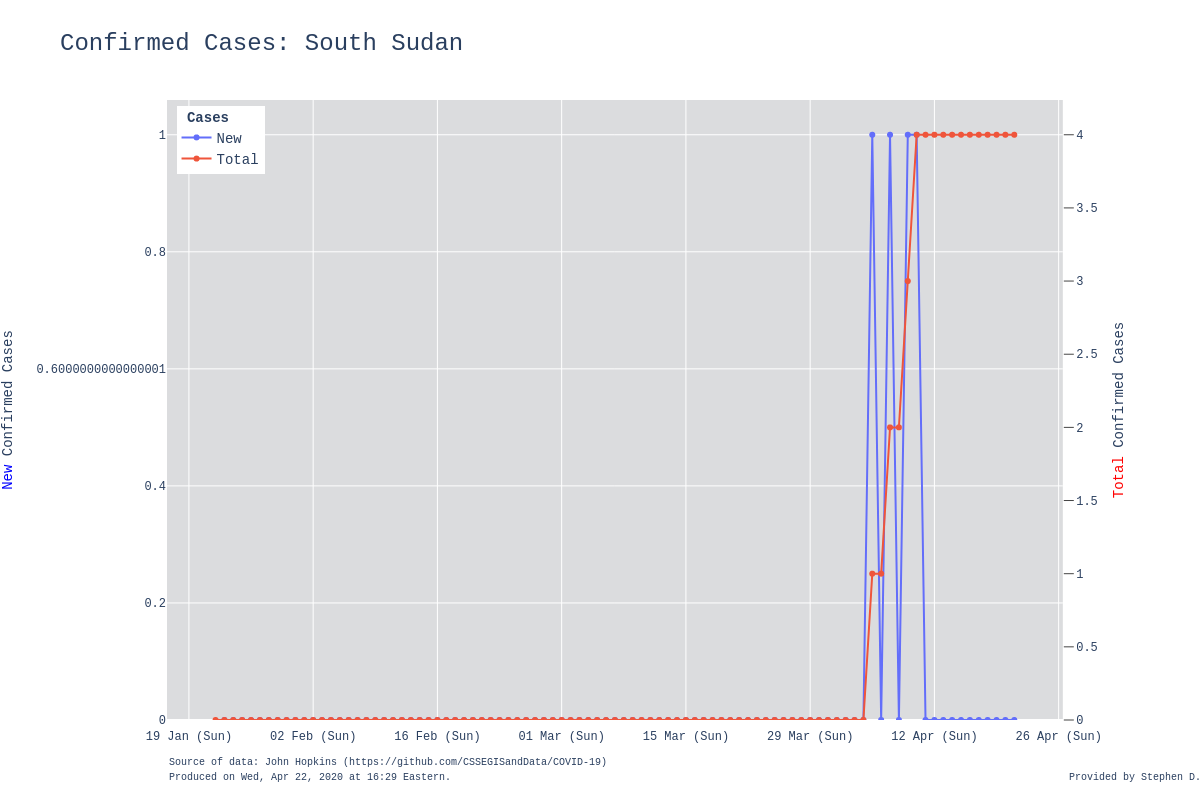 Confirmed Cases: South Sudan
Cases
New
Total
1
0.8
0.6000000000000001
0.4
0.2
0
4
3.5
3
2.5
2
1.5
1
0.5
0
New Confirmed Cases
Total Confirmed Cases
19 Jan (Sun) 02 Feb (Sun) 16 Feb (Sun) 01 Mar (Sun) 15 Mar (Sun) 29 Mar (Sun) 12 Apr (Sun) 26 Apr (Sun)
Source of data: John Hopkins (https://github.com/CSSEGISandData/COVID-19)
Produced on Wed, Apr 22, 2020 at 16:29 Eastern.
Provided by Stephen D.